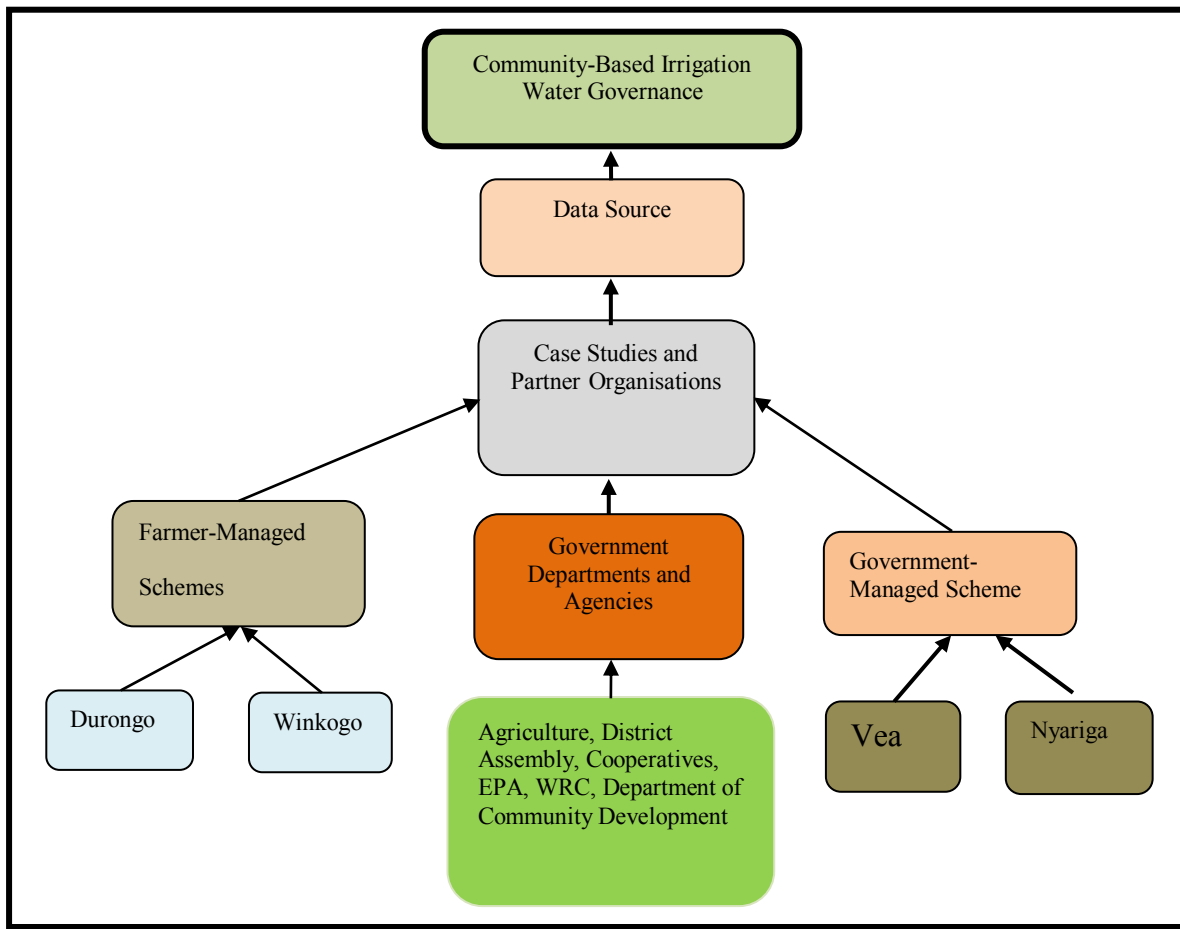 Community-Based Irrigation
Water Governance
Data Source
Case Studies and
Partner Organisations
Farmer-Managed
Schemes
Government
Departments and
Agencies
Government-
Managed Scheme
Durongo
Winkogo
Agriculture, District
Assembly, Cooperatives,
EPA, WRC, Department of
Community Development
Vea
Nyariga